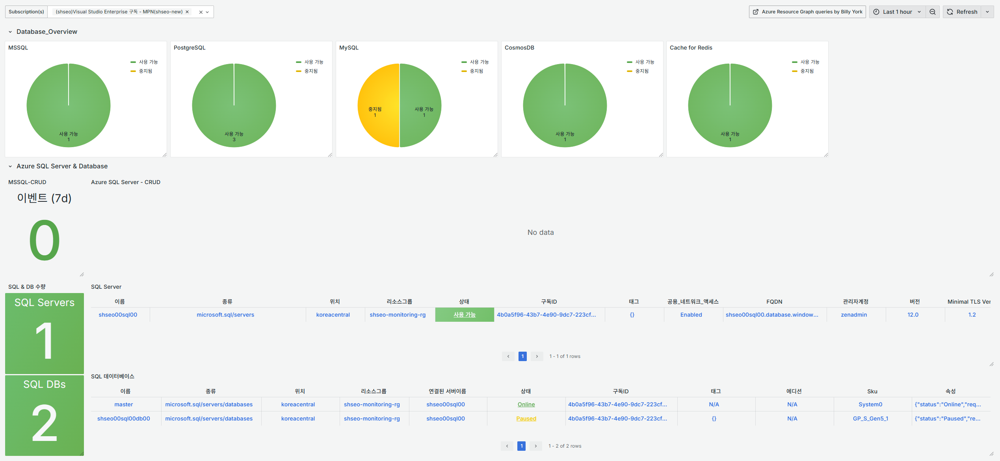 Subscription(s) (shseo)Visual Studio Enterprise 구독 - MPN(shseo-new)
Azure Resource Graph queries by Billy York Last 1 hour Refresh
Database_Overview
MSSQL
사용 가능
중지됨
사용 가능
1
PostgreSQL
사용 가능
중지됨
사용 가능
3
MySQL
사용 가능
중지됨
중지됨
1
사용 가능
1
CosmosDB
사용 가능
중지됨
사용 가능
1
Cache for Redis
사용 가능
중지됨
사용 가능
1
Azure SQL Server & Database
MSSQL-CRUD
이벤트 (7d)
0
Azure SQL Server - CRUD
No data
SQL & DB 수량
SQL Servers
1
SQL DBs
2
SQL Server
이름 종류 위치 리소스그룹 상태 구독ID 태그 공용_네트워크_액세스 FQDN 관리자계정 버전 Minimal TLS Ver
shseo00sql00 microsoft.sql/servers koreacentral shseo-monitoring-rg 사용 가능 4b0a5f96-43b7-4e90-9dc7-223cf... {} Enabled shseo00sql00.database.window... zenadmin 12.0 1.2
1 1 - 1 of 1 rows
SQL 데이터베이스
이름 종류 위치 리소스그룹 연결된 서버이름 상태 구독ID 태그 에디션 Sku 속성
master microsoft.sql/servers/databases koreacentral shseo-monitoring-rg shseo00sql00 Online 4b0a5f96-43b7-4e90-9dc7-223cf... N/A N/A System0 {"status":"Online","req...
shseo00sql00db00 microsoft.sql/servers/databases koreacentral shseo-monitoring-rg shseo00sql00 Paused 4b0a5f96-43b7-4e90-9dc7-223cf... {} N/A GP_S_Gen5_1 {"status":"Paused","re...
1 1 - 2 of 2 rows